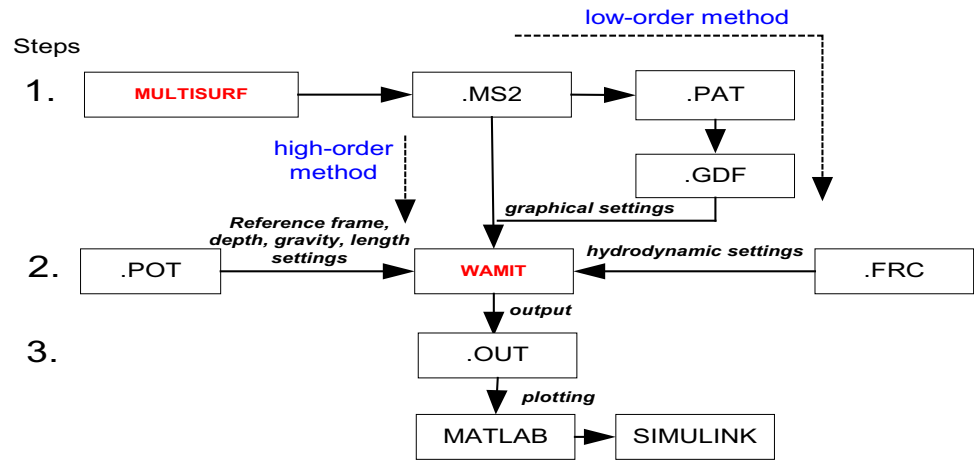 low-order method
Steps
1.
MULTISURF
.MS2
.PAT
high-order
method
.GDF
graphical settings
Reference frame,
depth, gravity, length
settings
hydrodynamic settings
2.
.POT
WAMIT
.FRC
output
3.
.OUT
plotting
MATLAB
SIMULINK